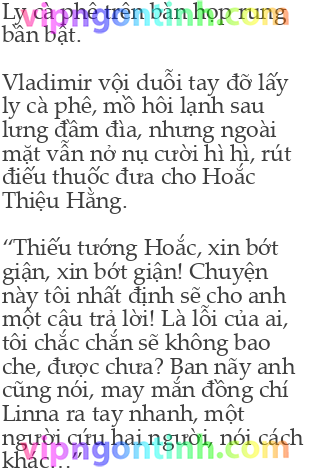 Ly cà phê trên bàn họp rung
bần bật.
Vladimir vội duỗi tay đỡ lấy
ly cà phê, mồ hôi lạnh sau
lưng đầm đìa, nhưng ngoài
mặt vẫn nở nụ cười hì hì, rút
điếu thuốc đưa cho Hoắc
Thiệu Hằng.
“Thiếu tướng Hoắc, xin bớt
giận, xin bớt giận! Chuyện
này tôi nhất định sẽ cho anh
một câu trả lời! Là lỗi của ai,
tôi chắc chắn sẽ không bao
che, được chưa? Ban nãy anh
cũng nói, may mắn đồng chí
Linna ra tay nhanh, một
người cứu hai người, nói cách
khác…”
vipngontinh.com
vipngontinh.com